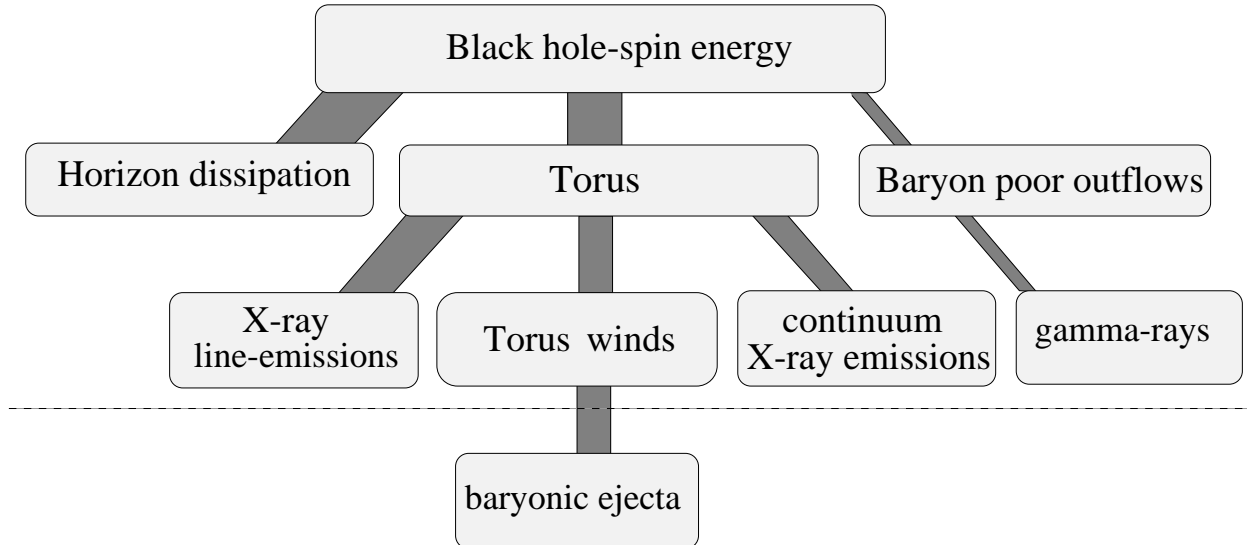 Black hole-spin energy
Horizon dissipation
Torus
Baryon poor outflows
X-ray
line-emissions
Torus winds
continuum
X-ray emissions
gamma-rays
baryonic ejecta